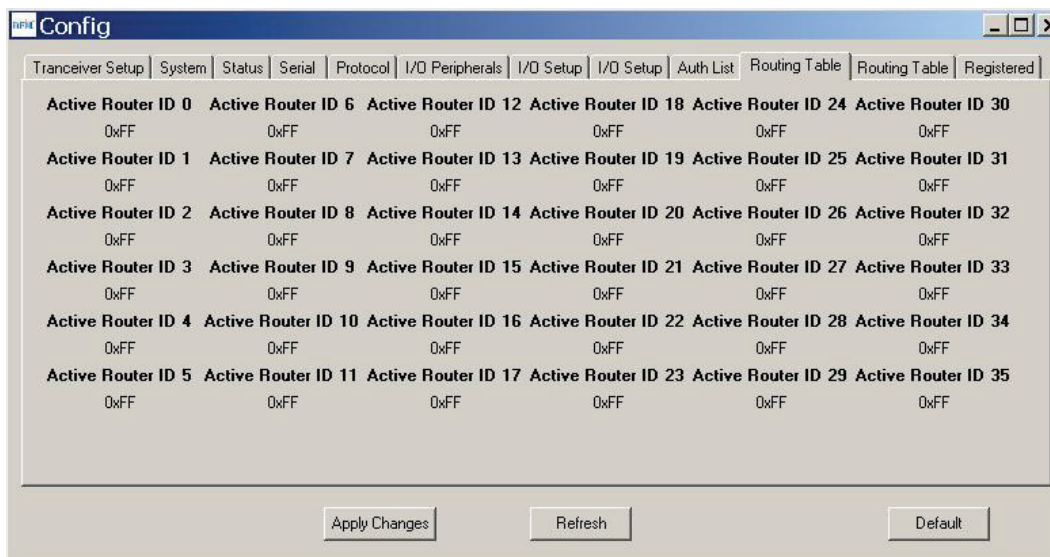 RFM Config
Tranceiver Setup System Status Serial Protocol I/O Peripherals I/O Setup I/O Setup Auth List Routing Table Routing Table Registered
Active Router ID 0 Active Router ID 6 Active Router ID 12 Active Router ID 18 Active Router ID 24 Active Router ID 30
0xFF 0xFF 0xFF 0xFF 0xFF 0xFF
Active Router ID 1 Active Router ID 7 Active Router ID 13 Active Router ID 19 Active Router ID 25 Active Router ID 31
0xFF 0xFF 0xFF 0xFF 0xFF 0xFF
Active Router ID 2 Active Router ID 8 Active Router ID 14 Active Router ID 20 Active Router ID 26 Active Router ID 32
0xFF 0xFF 0xFF 0xFF 0xFF 0xFF
Active Router ID 3 Active Router ID 9 Active Router ID 15 Active Router ID 21 Active Router ID 27 Active Router ID 33
0xFF 0xFF 0xFF 0xFF 0xFF 0xFF
Active Router ID 4 Active Router ID 10 Active Router ID 16 Active Router ID 22 Active Router ID 28 Active Router ID 34
0xFF 0xFF 0xFF 0xFF 0xFF 0xFF
Active Router ID 5 Active Router ID 11 Active Router ID 17 Active Router ID 23 Active Router ID 29 Active Router ID 35
0xFF 0xFF 0xFF 0xFF 0xFF 0xFF
Apply Changes Refresh Default